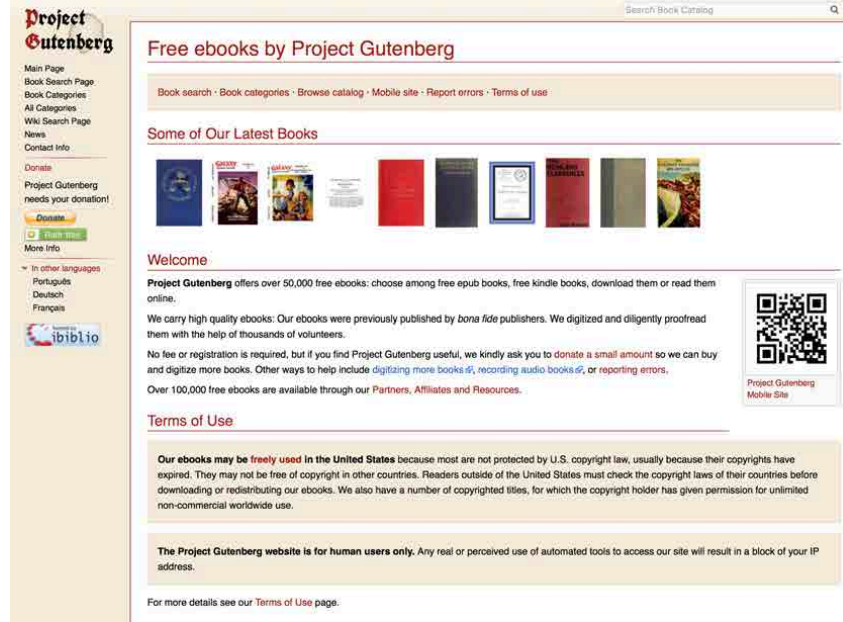 Project
Gutenberg
Search Book Catalog
Main Page
Book Search Page
Book Categories
All Categories
Wiki Search Page
News
Contact Info
Donate
Project Gutenberg
needs your donation!
Donate
More Info
In other languages
Português
Deutsch
Français
hosted by
ibiblio
Free ebooks by Project Gutenberg
Book search · Book categories · Browse catalog · Mobile site · Report errors · Terms of use
Some of Our Latest Books
GALAXY
GALAXY
Welcome
Project Gutenberg offers over 50,000 free ebooks: choose among free epub books, free kindle books, download them or read them
online.
We carry high quality ebooks: Our ebooks were previously published by bona fide publishers. We digitized and diligently proofread
them with the help of thousands of volunteers.
No fee or registration is required, but if you find Project Gutenberg useful, we kindly ask you to donate a small amount so we can buy
and digitize more books. Other ways to help include digitizing more books, recording audio books, or reporting errors.
Over 100,000 free ebooks are available through our Partners, Affiliates and Resources.
Project Gutenberg
Mobile Site
Terms of Use
Our ebooks may be freely used in the United States because most are not protected by U.S. copyright law, usually because their copyrights have
expired. They may not be free of copyright in other countries. Readers outside of the United States must check the copyright laws of their countries before
downloading or redistributing our ebooks. We also have a number of copyrighted titles, for which the copyright holder has given permission for unlimited
non-commercial worldwide use.
The Project Gutenberg website is for human users only. Any real or perceived use of automated tools to access our site will result in a block of your IP
address.
For more details see our Terms of Use page.